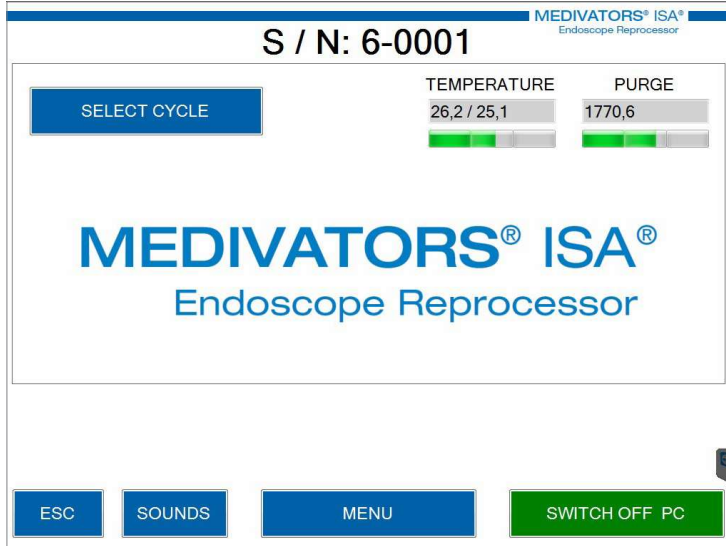 MEDIVATORS® ISA®
Endoscope Reprocessor
S / N: 6-0001
TEMPERATURE PURGE
SELECT CYCLE
26,2 / 25,1 1770,6
MEDIVATORS® ISA®
Endoscope Reprocessor
ESC SOUNDS MENU SWITCH OFF PC